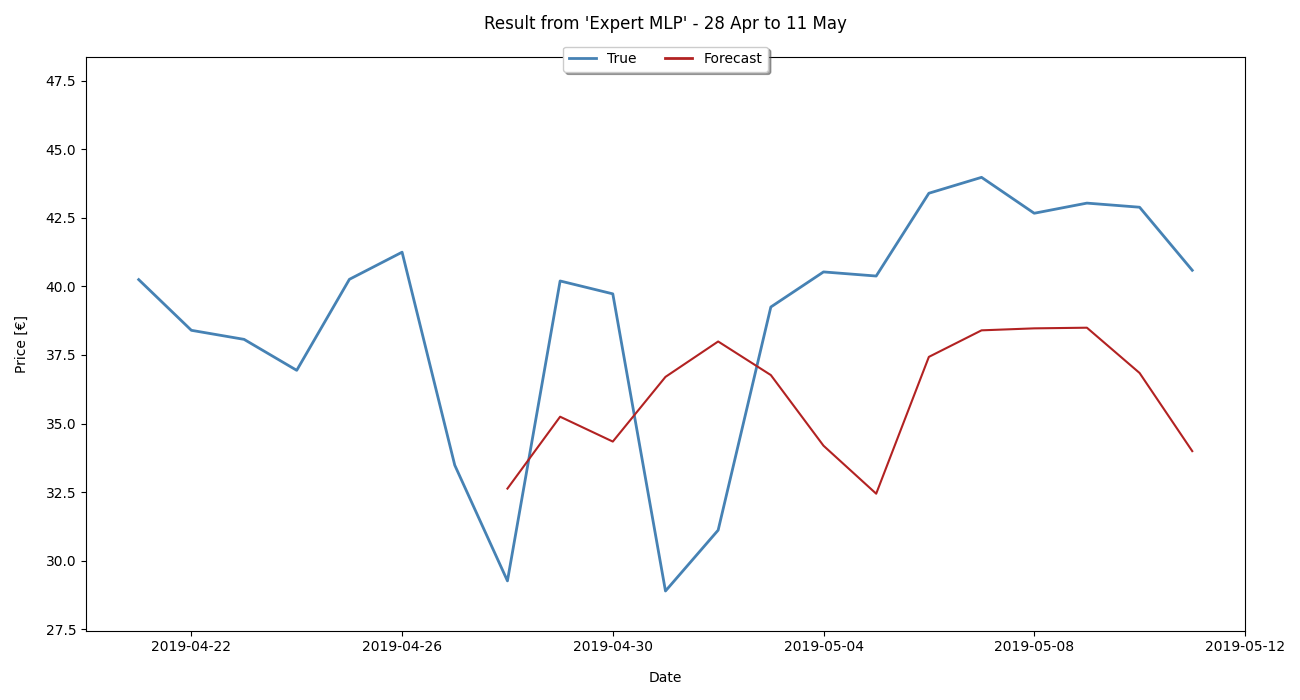 Result from 'Expert MLP' - 28 Apr to 11 May
True Forecast
47.5
45.0
42.5
40.0
37.5
35.0
32.5
30.0
27.5
Price [€]
2019-04-22 2019-04-26 2019-04-30 2019-05-04 2019-05-08 2019-05-12
Date